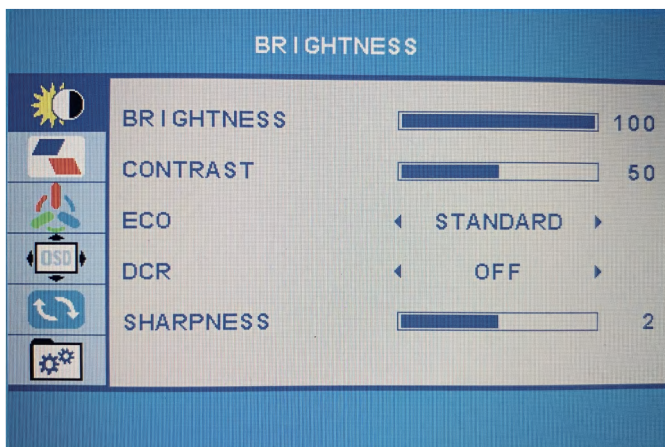 BRIGHTNESS
BRIGHTNESS 100
CONTRAST 50
ECO STANDARD
DCR OFF
OSD
SHARPNESS 2